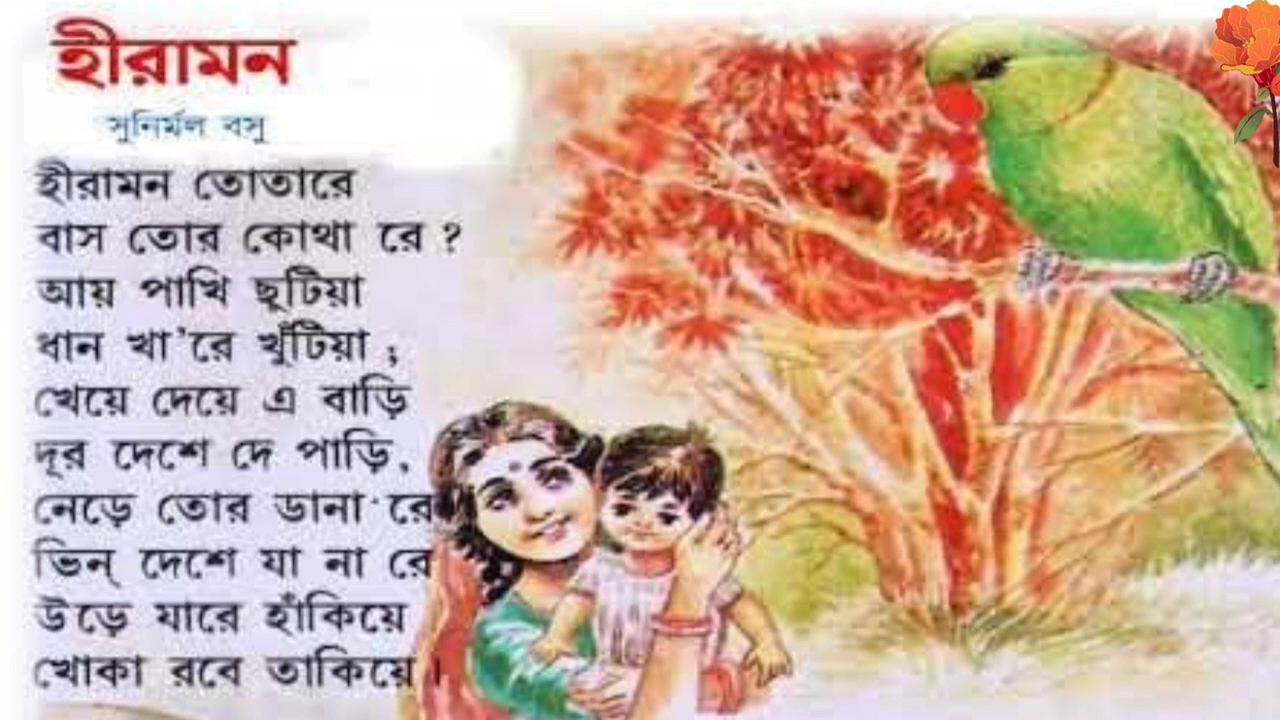 হীরামন
সুনির্মল বসু
হীরামন তোতারে
বাস তোর কোথা রে ?
আয় পাখি ছুটিয়া
ধান খা'রে খুঁটিয়া ;
খেয়ে দেয়ে এ বাড়ি
দূর দেশে দে পাড়ি,
নেড়ে তোর ডানা রে
ভিন্ দেশে যা না রে
উড়ে যারে হাঁকিয়ে
খোকা রবে তাকিয়ে।